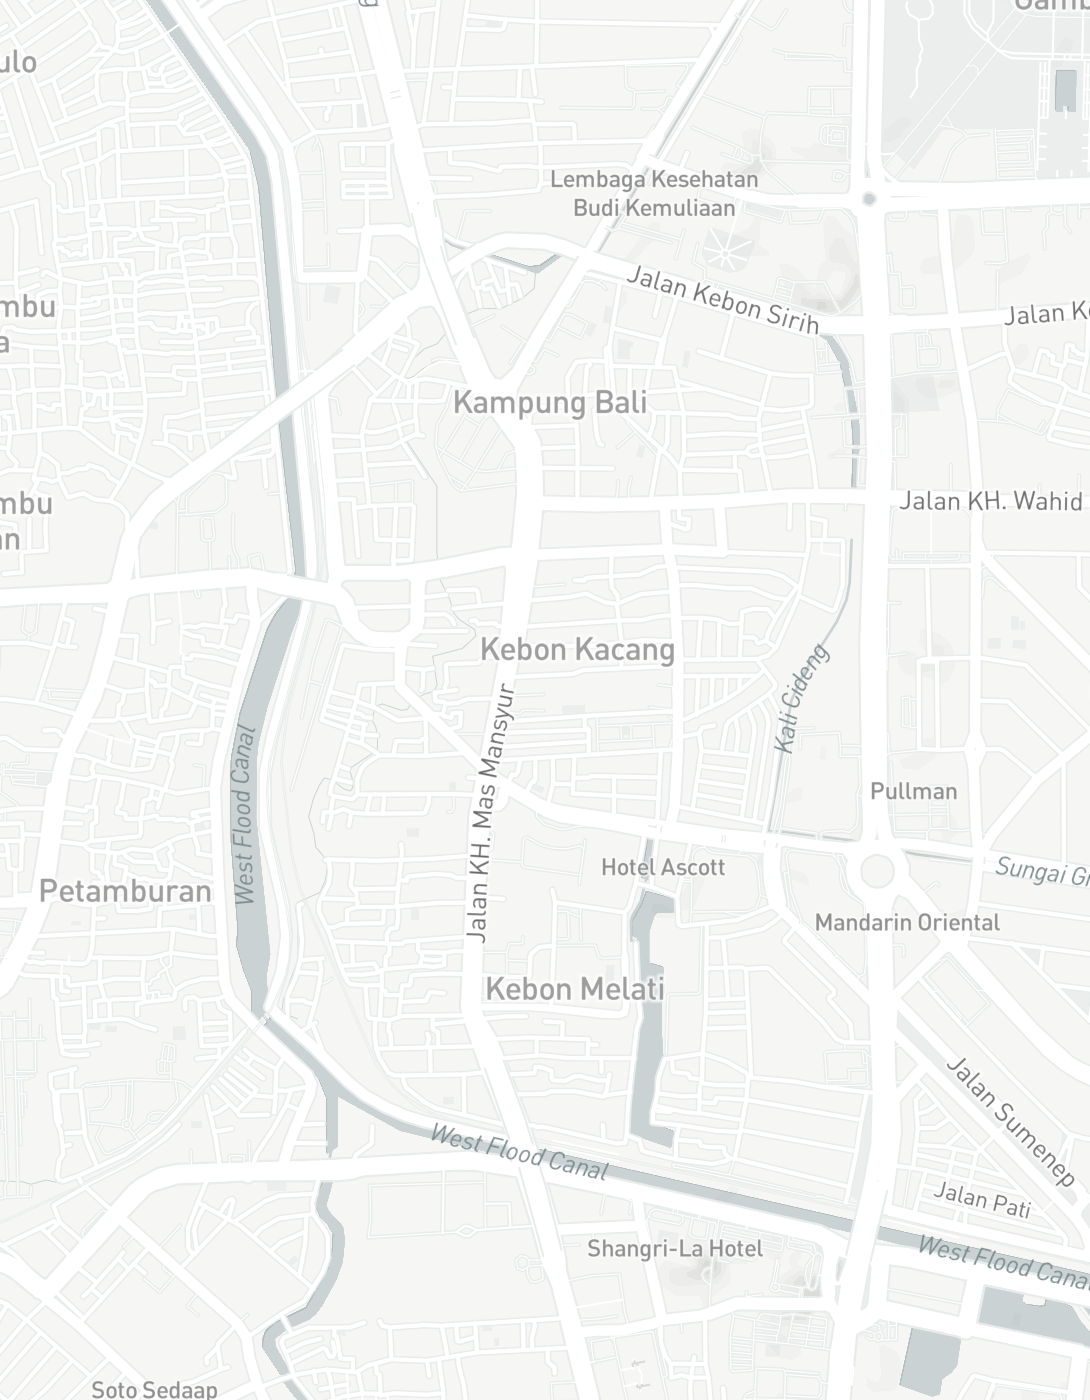 Lembaga Kesehatan
Budi Kemuliaan
Jalan Kebon Sirih
Kampung Bali
Jalan KH. Wahid
Kebon Kacang
Kali Cideng
Jalan KH. Mas Mansyur
West Flood Canal
Pullman
Hotel Ascott
Sungai
Petamburan
Mandarin Oriental
Kebon Melati
Jalan Sumenep
West Flood Canal
Jalan Pati
Shangri-La Hotel
West Flood Canal
Soto Sedaap